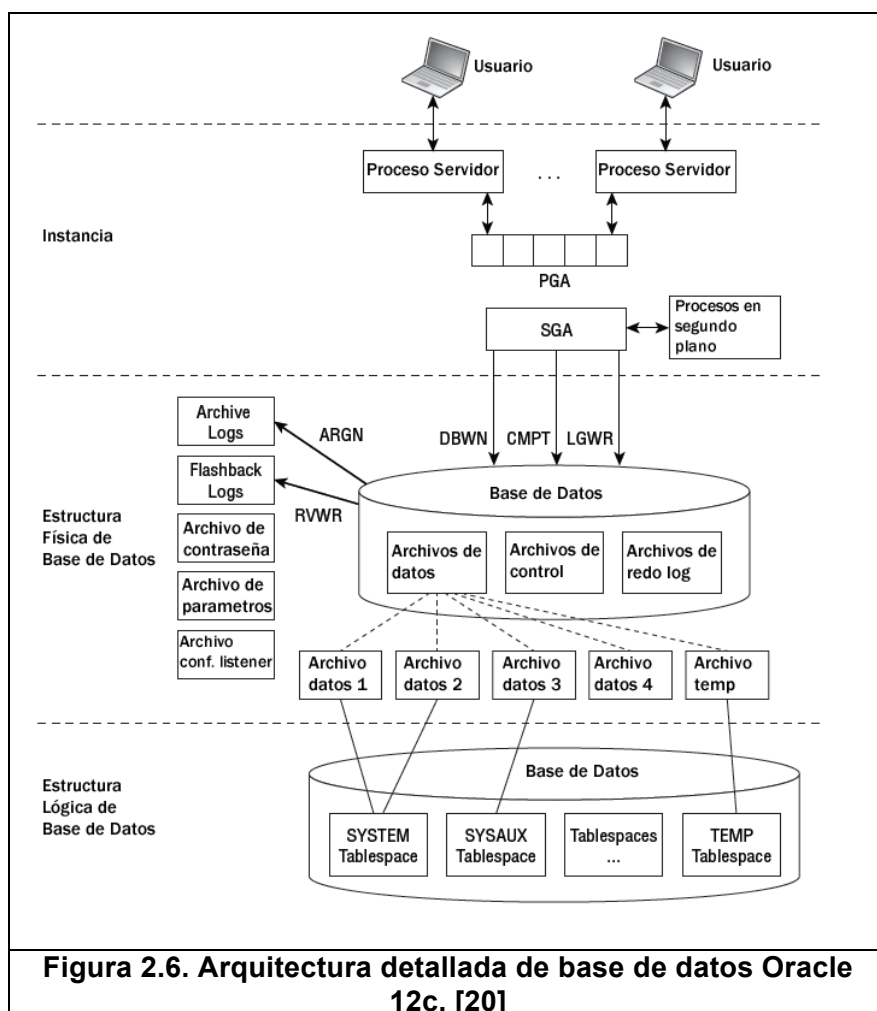 Usuario
Usuario
Proceso Servidor
. . .
Proceso Servidor
Instancia
PGA
SGA
Procesos en
segundo
plano
Archive
Logs
ARGN
DBWN
CMPT
LGWR
Flashback
Logs
RVWR
Base de Datos
Estructura
Física de
Base de Datos
Archivo de
contraseña
Archivo de
parametros
Archivo
conf. listener
Archivos de
datos
Archivos de
control
Archivos de
redo log
Archivo
datos 1
Archivo
datos 2
Archivo
datos 3
Archivo
datos 4
Archivo
temp
Estructura
Lógica de
Base de Datos
Base de Datos
SYSTEM
Tablespace
SYSAUX
Tablespace
Tablespaces
...
TEMP
Tablespace
Figura 2.6. Arquitectura detallada de base de datos Oracle
12c. [20]